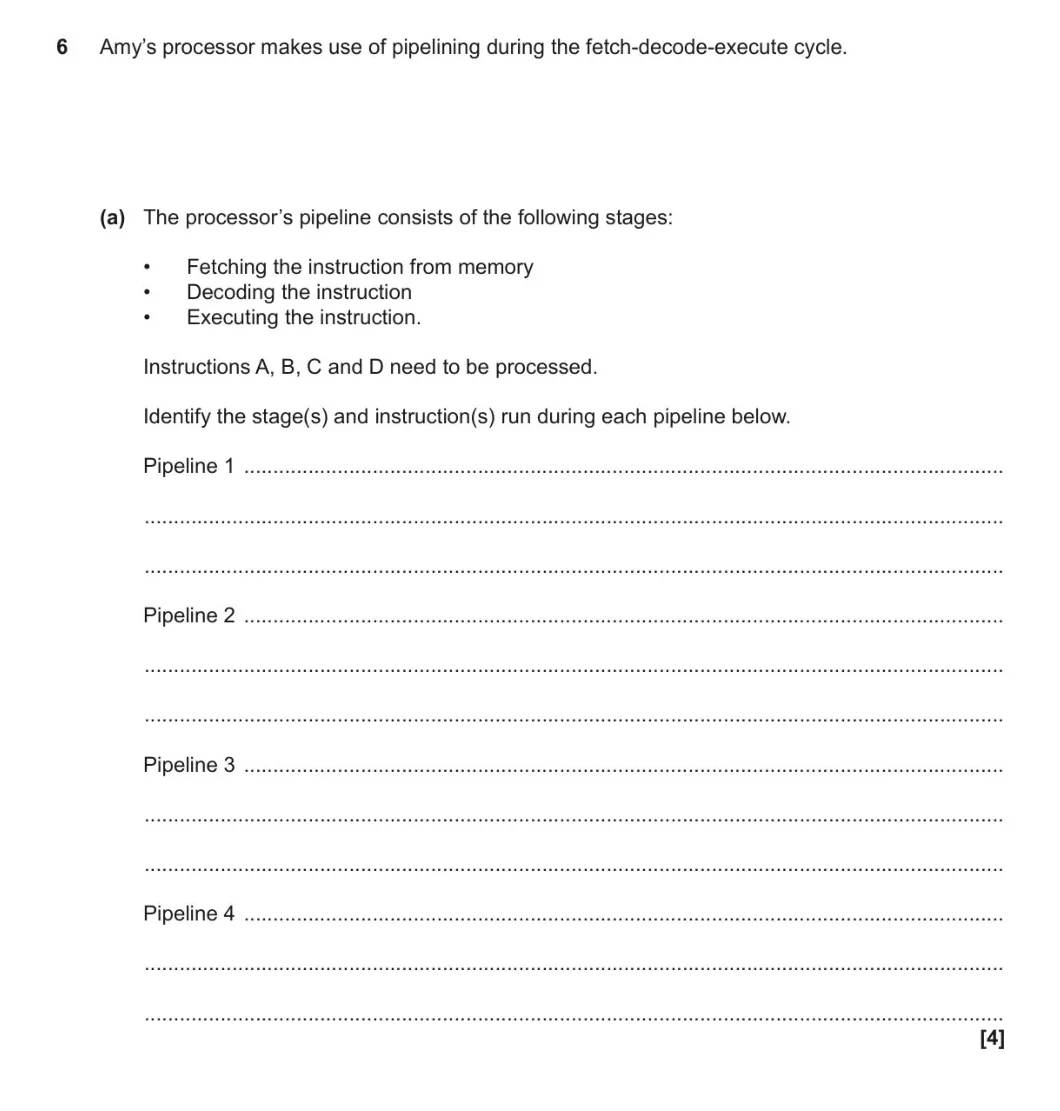 6 Amy's processor makes use of pipelining during the fetch-decode-execute cycle.
(a) The processor's pipeline consists of the following stages:
• Fetching the instruction from memory
• Decoding the instruction
• Executing the instruction.
Instructions A, B, C and D need to be processed.
Identify the stage(s) and instruction(s) run during each pipeline below.
Pipeline 1
Pipeline 2
Pipeline 3
Pipeline 4
[4]